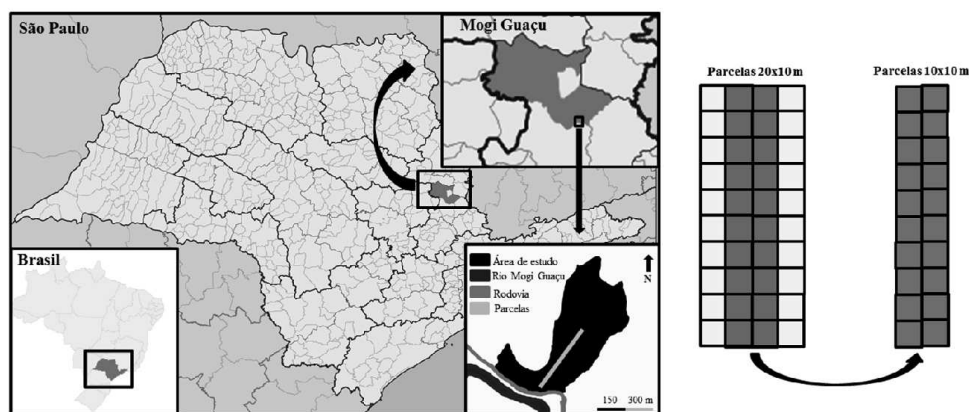 São Paulo
Mogi Guaçu
Brasil
Área de estudo
Rio Mogi Guaçu
Rodovia
Parcelas
N
150 300 m
Parcelas 20x10 m
Parcelas 10x10 m